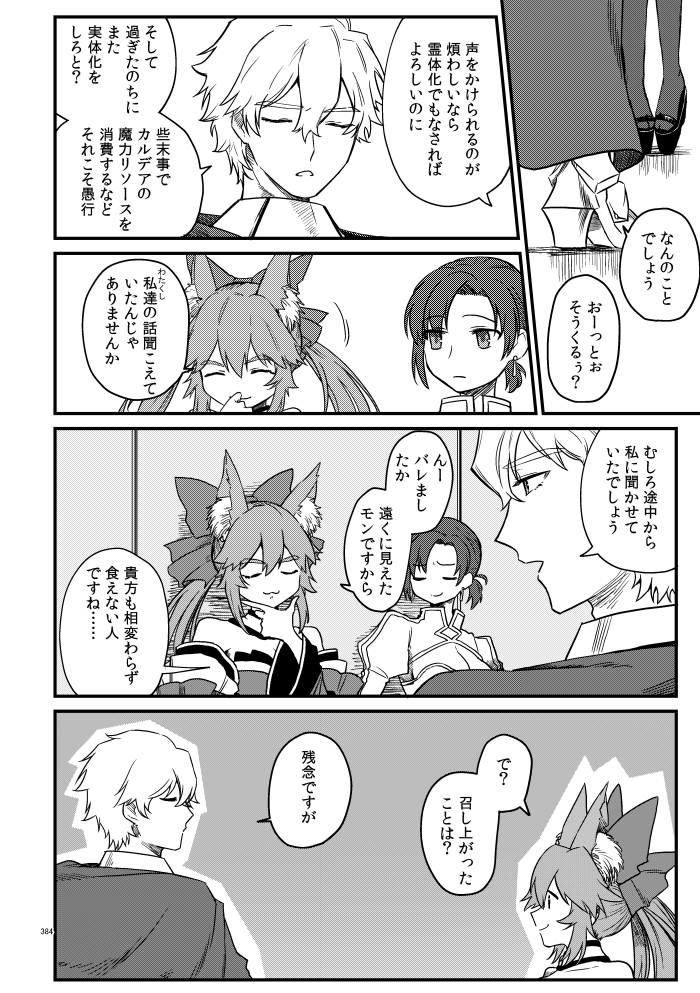 なんのこと
でしょう
おーっとぉ
そうくるぅ?
声をかけられるのが
煩わしいなら
霊体化でもなされば
よろしいのに
そして
過ぎたのちに
また
実体化を
しろと?
些末事で
カルデアの
魔力リソースを
消費するなど
それこそ愚行
私達の話聞こえて
わたくし
いたんじゃ
ありませんか
むしろ途中から
私に聞かせて
いたでしょう
んー
バレまし
たか
遠くに見えた
モンですから
貴方も相変わらず
食えない人
ですね……
で?
召し上がった
ことは?
残念ですが
384